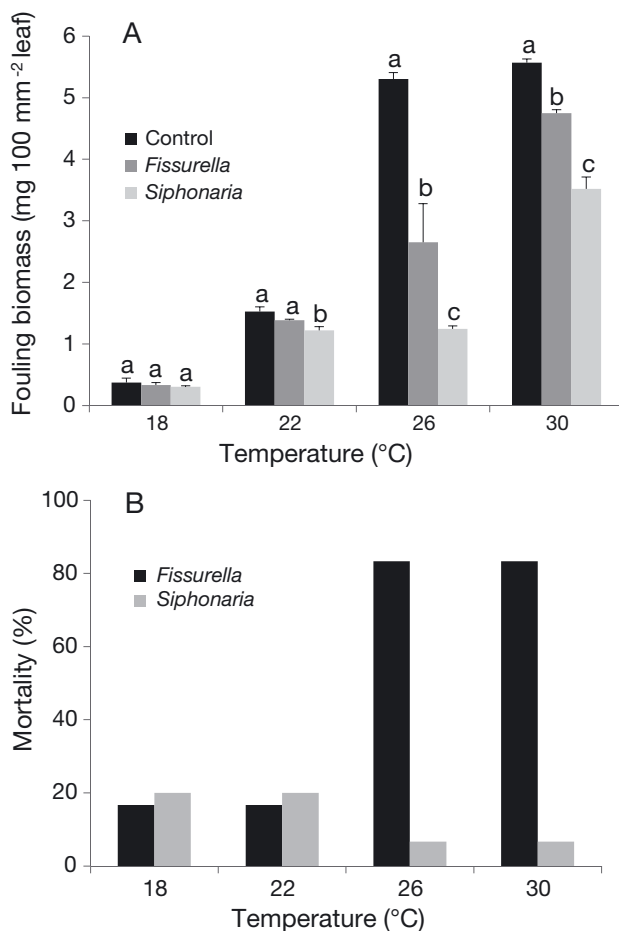 A
Fouling biomass (mg 100 mm⁻² leaf)
6
5
4
3
2
1
0
Control
Fissurella
Siphonaria
a a a
a a b
a b c
a b c
18 22 26 30
Temperature (°C)
B
Mortality (%)
100
80
60
40
20
0
Fissurella
Siphonaria
18 22 26 30
Temperature (°C)